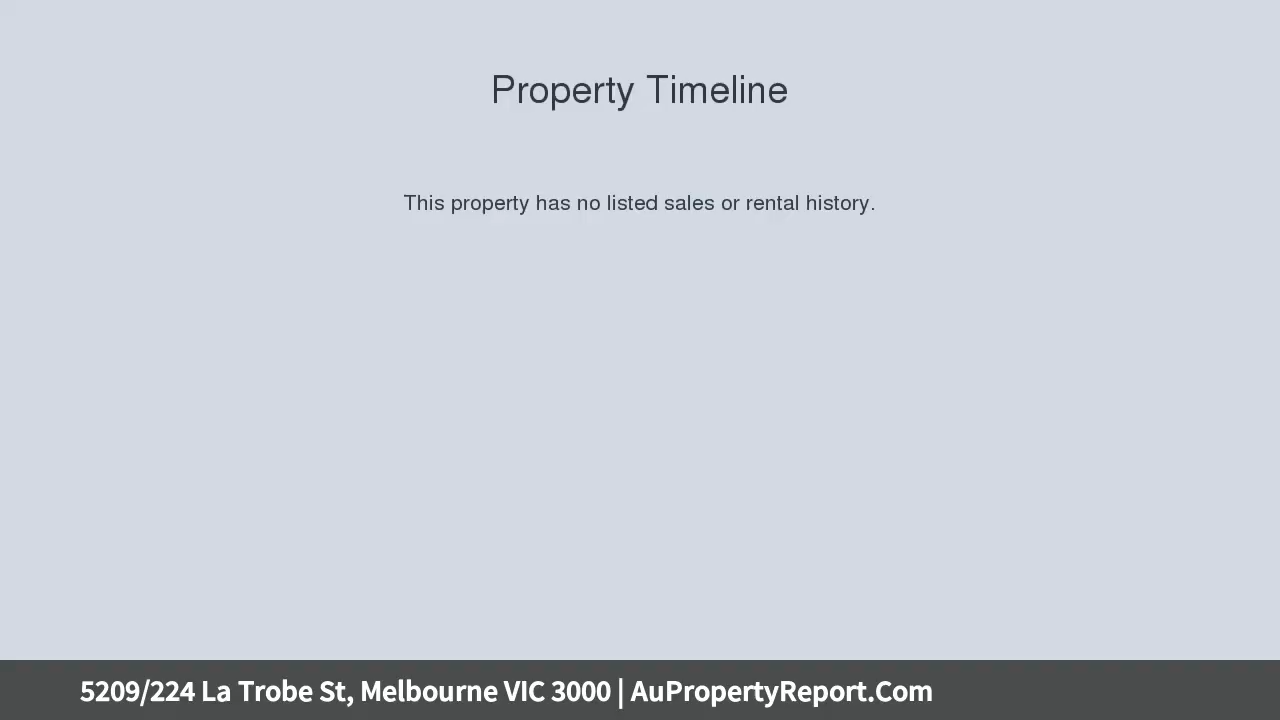 Property Timeline
This property has no listed sales or rental history.
5209/224 La Trobe St, Melbourne VIC 3000 | AuPropertyReport.Com